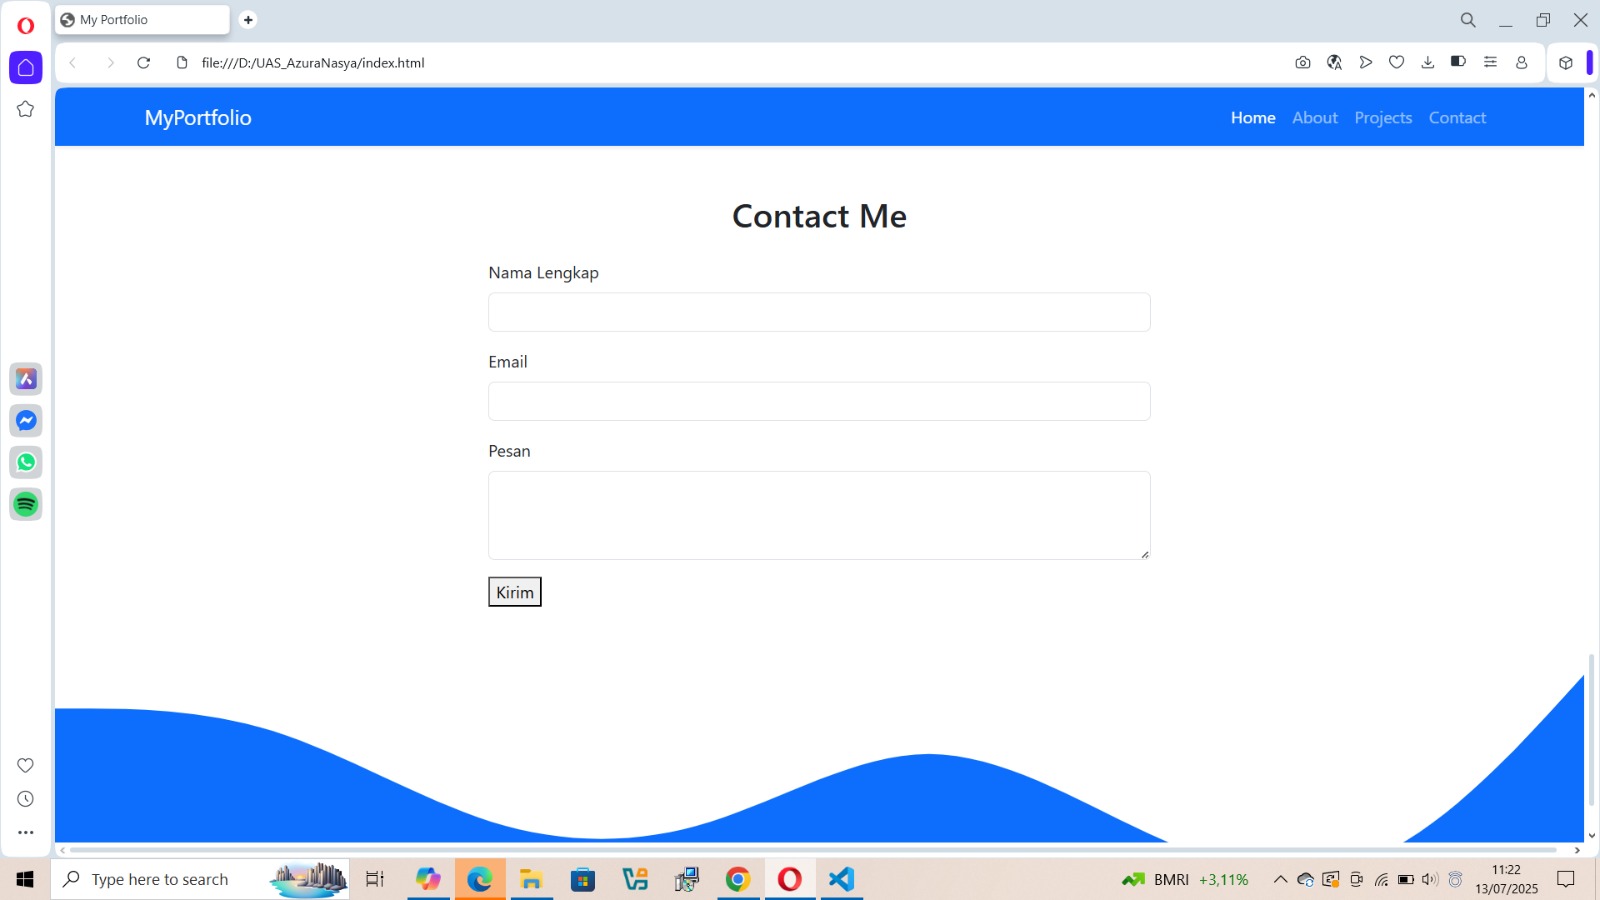 My Portfolio
file:///D:/UAS_AzuraNasya/index.html
MyPortfolio
Home About Projects Contact
Contact Me
Nama Lengkap
Email
Pesan
Kirim
Type here to search
BMRI +3,11%
11:22
13/07/2025